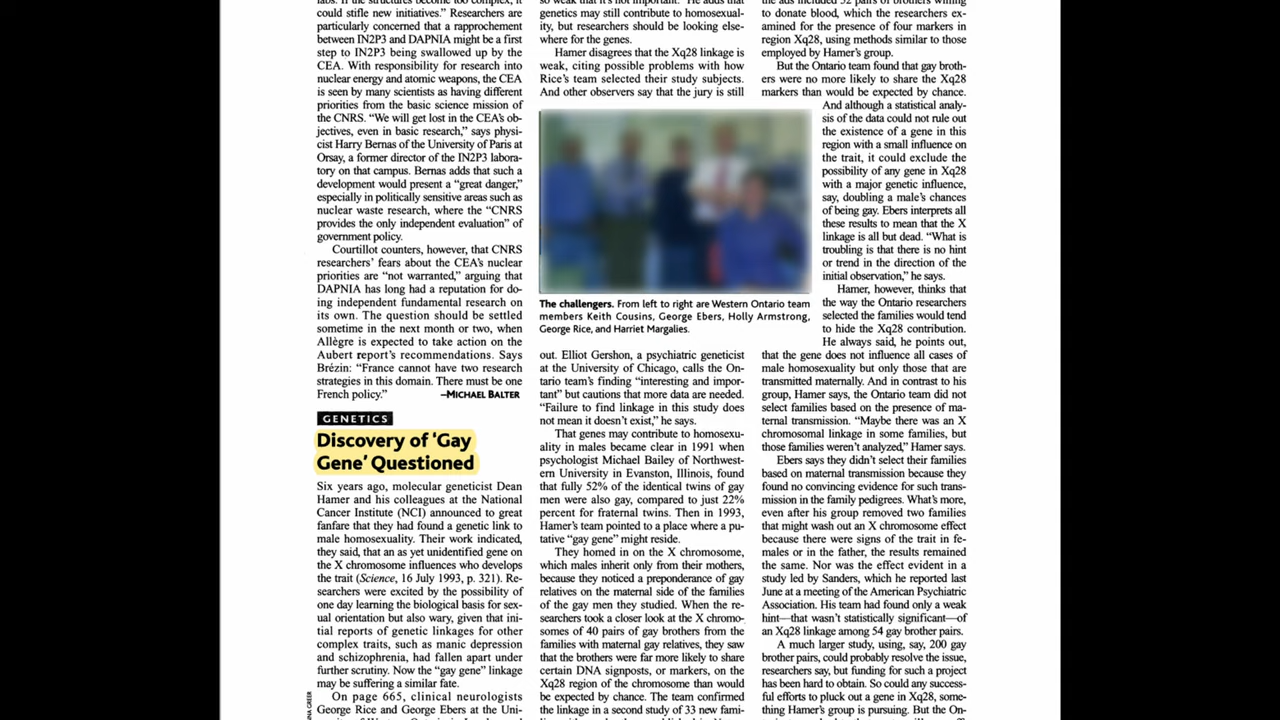 labs. If the structures become too complex, it
could stifle new initiatives.” Researchers are
particularly concerned that a rapprochement
between IN2P3 and DAPNIA might be a first
step to IN2P3 being swallowed up by the
CEA. With responsibility for research into
nuclear energy and atomic weapons, the CEA
is seen by many scientists as having different
priorities from the basic science mission of
the CNRS. “We will get lost in the CEA’s ob-
jectives, even in basic research,” says physi-
cist Harry Bernas of the University of Paris at
Orsay, a former director of the IN2P3 labora-
tory on that campus. Bernas adds that such a
development would present a “great danger,”
especially in politically sensitive areas such as
nuclear waste research, where the “CNRS
provides the only independent evaluation” of
government policy.
Courtillot counters, however, that CNRS
researchers’ fears about the CEA’s nuclear
priorities are “not warranted,” arguing that
DAPNIA has long had a reputation for do-
ing independent fundamental research on
its own. The question should be settled
sometime in the next month or two, when
Allègre is expected to take action on the
Aubert report’s recommendations. Says
Brézin: “France cannot have two research
strategies in this domain. There must be one
French policy.” –MICHAEL BALTER
GENETICS
Discovery of ‘Gay
Gene’ Questioned
Six years ago, molecular geneticist Dean
Hamer and his colleagues at the National
Cancer Institute (NCI) announced to great
fanfare that they had found a genetic link to
male homosexuality. Their work indicated,
they said, that an as yet unidentified gene on
the X chromosome influences who develops
the trait (Science, 16 July 1993, p. 321). Re-
searchers were excited by the possibility of
one day learning the biological basis for sex-
ual orientation but also wary, given that ini-
tial reports of genetic linkages for other
complex traits, such as manic depression
and schizophrenia, had fallen apart under
further scrutiny. Now the “gay gene” linkage
may be suffering a similar fate.
On page 665, clinical neurologists
George Rice and George Ebers at the Uni-
so weak that it’s not important.” He adds that
genetics may still contribute to homosexual-
ity, but researchers should be looking else-
where for the genes.
Hamer disagrees that the Xq28 linkage is
weak, citing possible problems with how
Rice’s team selected their study subjects.
And other observers say that the jury is still
The challengers. From left to right are Western Ontario team
members Keith Cousins, George Ebers, Holly Armstrong,
George Rice, and Harriet Margalies.
out. Elliot Gershon, a psychiatric geneticist
at the University of Chicago, calls the On-
tario team’s finding “interesting and impor-
tant” but cautions that more data are needed.
“Failure to find linkage in this study does
not mean it doesn’t exist,” he says.
That genes may contribute to homosexu-
ality in males became clear in 1991 when
psychologist Michael Bailey of Northwest-
ern University in Evanston, Illinois, found
that fully 52% of the identical twins of gay
men were also gay, compared to just 22%
percent for fraternal twins. Then in 1993,
Hamer’s team pointed to a place where a pu-
tative “gay gene” might reside.
They homed in on the X chromosome,
which males inherit only from their mothers,
because they noticed a preponderance of gay
relatives on the maternal side of the families
of the gay men they studied. When the re-
searchers took a closer look at the X chromo-
somes of 40 pairs of gay brothers from the
families with maternal gay relatives, they saw
that the brothers were far more likely to share
certain DNA signposts, or markers, on the
Xq28 region of the chromosome than would
be expected by chance. The team confirmed
the linkage in a second study of 33 new fami-
the ads included 52 pairs of brothers willing
to donate blood, which the researchers ex-
amined for the presence of four markers in
region Xq28, using methods similar to those
employed by Hamer’s group.
But the Ontario team found that gay broth-
ers were no more likely to share the Xq28
markers than would be expected by chance.
And although a statistical analy-
sis of the data could not rule out
the existence of a gene in this
region with a small influence on
the trait, it could exclude the
possibility of any gene in Xq28
with a major genetic influence,
say, doubling a male’s chances
of being gay. Ebers interprets all
these results to mean that the X
linkage is all but dead. “What is
troubling is that there is no hint
or trend in the direction of the
initial observation,” he says.
Hamer, however, thinks that
the way the Ontario researchers
selected the families would tend
to hide the Xq28 contribution.
He always said, he points out,
that the gene does not influence all cases of
male homosexuality but only those that are
transmitted maternally. And in contrast to his
group, Hamer says, the Ontario team did not
select families based on the presence of ma-
ternal transmission. “Maybe there was an X
chromosomal linkage in some families, but
those families weren’t analyzed,” Hamer says.
Ebers says they didn’t select their families
based on maternal transmission because they
found no convincing evidence for such trans-
mission in the family pedigrees. What’s more,
even after his group removed two families
that might wash out an X chromosome effect
because there were signs of the trait in fe-
males or in the father, the results remained
the same. Nor was the effect evident in a
study led by Sanders, which he reported last
June at a meeting of the American Psychiatric
Association. His team had found only a weak
hint—that wasn’t statistically significant—of
an Xq28 linkage among 54 gay brother pairs.
A much larger study, using, say, 200 gay
brother pairs, could probably resolve the issue,
researchers say, but funding for such a project
has been hard to obtain. So could any success-
ful efforts to pluck out a gene in Xq28, some-
thing Hamer’s group is pursuing. But the On-